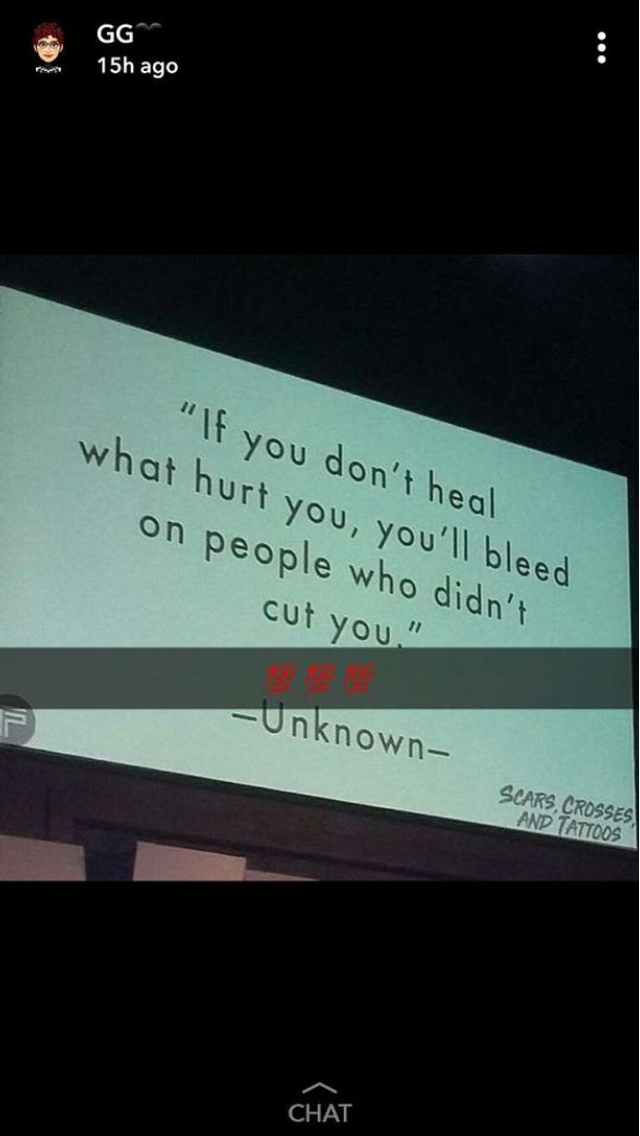 GG
15h ago
“If you don’t heal
what hurt you, you’ll bleed
on people who didn’t
cut you.”
💯 💯 💯
—Unknown—
SCARS, CROSSES,
AND TATTOOS
CHAT